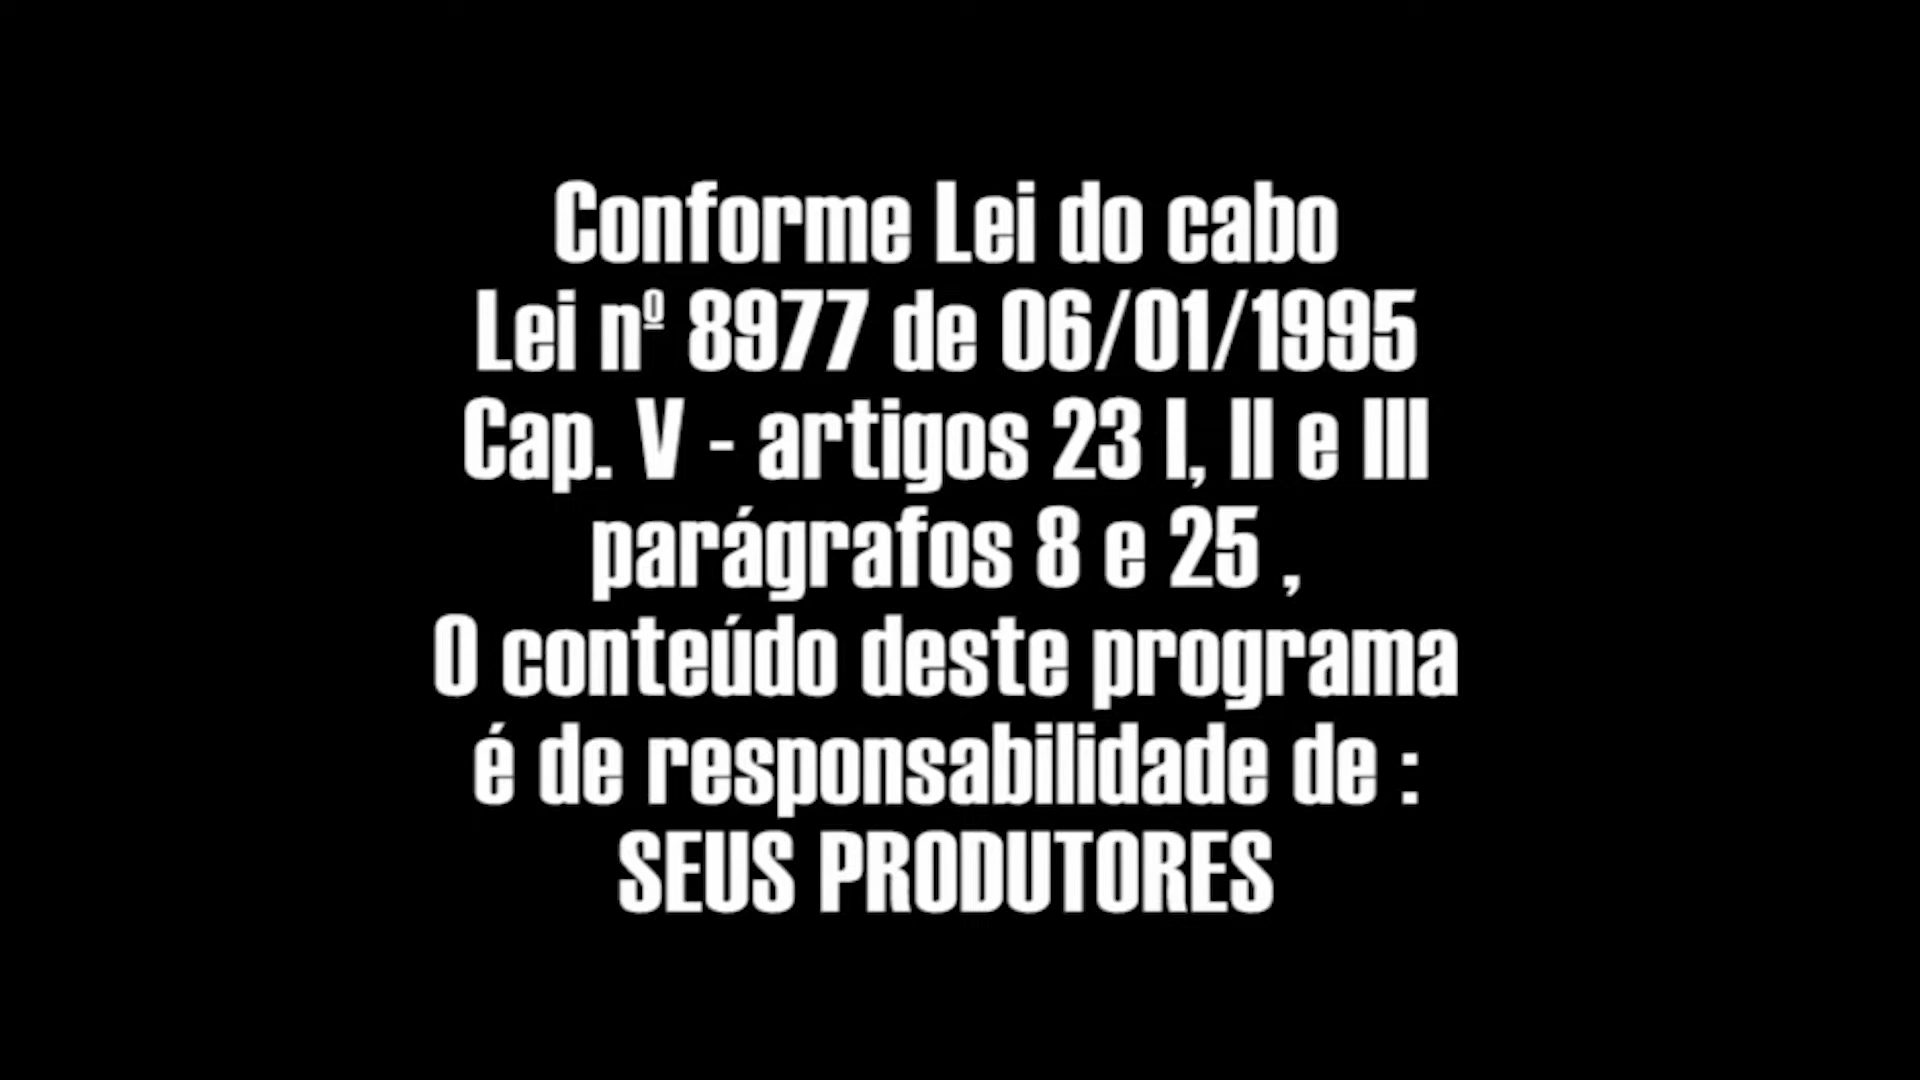 Conforme Lei do cabo
Lei nº 8977 de 06/01/1995
Cap. V - artigos 23 I, II e III
parágrafos 8 e 25 ,
O conteúdo deste programa
é de responsabilidade de :
SEUS PRODUTORES